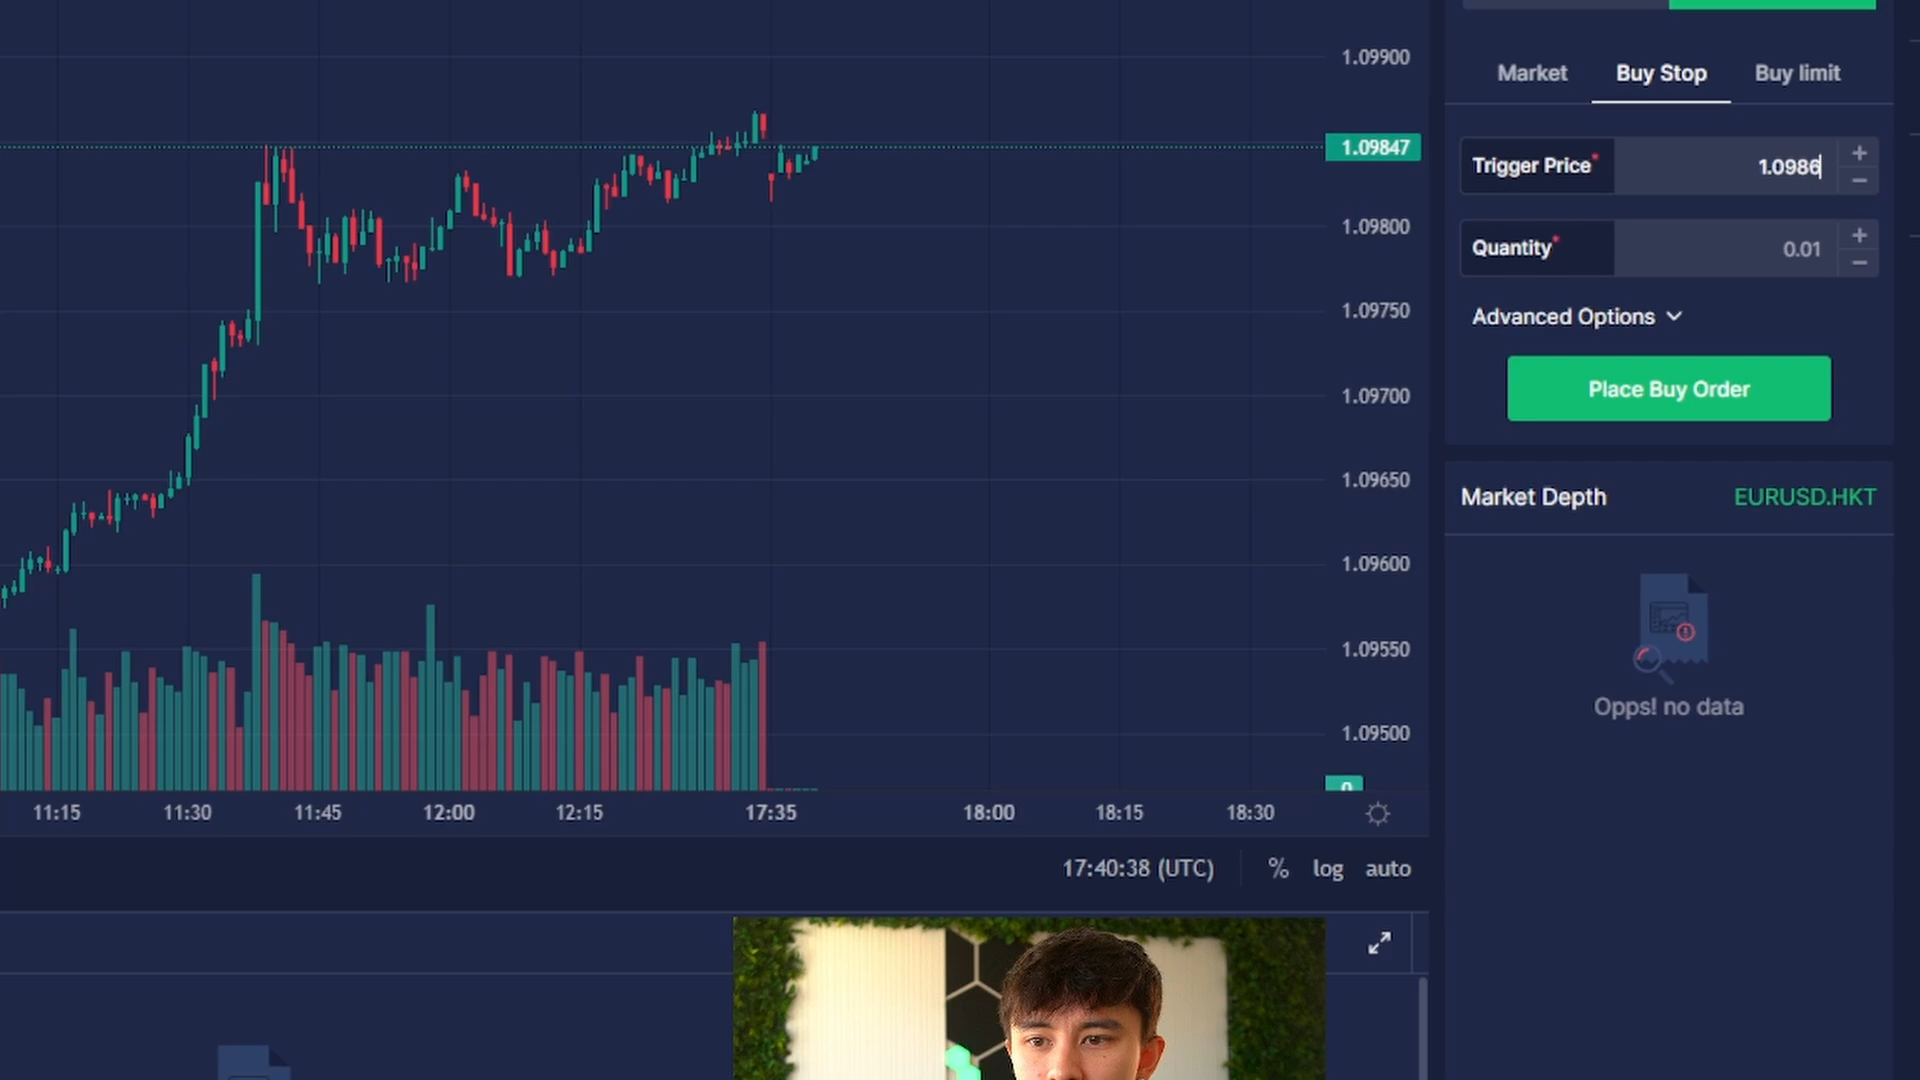 1.09900
1.09847
1.09800
1.09750
1.09700
1.09650
1.09600
1.09550
1.09500
0
11:15 11:30 11:45 12:00 12:15 17:35 18:00 18:15 18:30
17:40:38 (UTC) % log auto
Market Buy Stop Buy limit
Trigger Price* 1.0986
Quantity* 0.01
Advanced Options
Place Buy Order
Market Depth EURUSD.HKT
Opps! no data